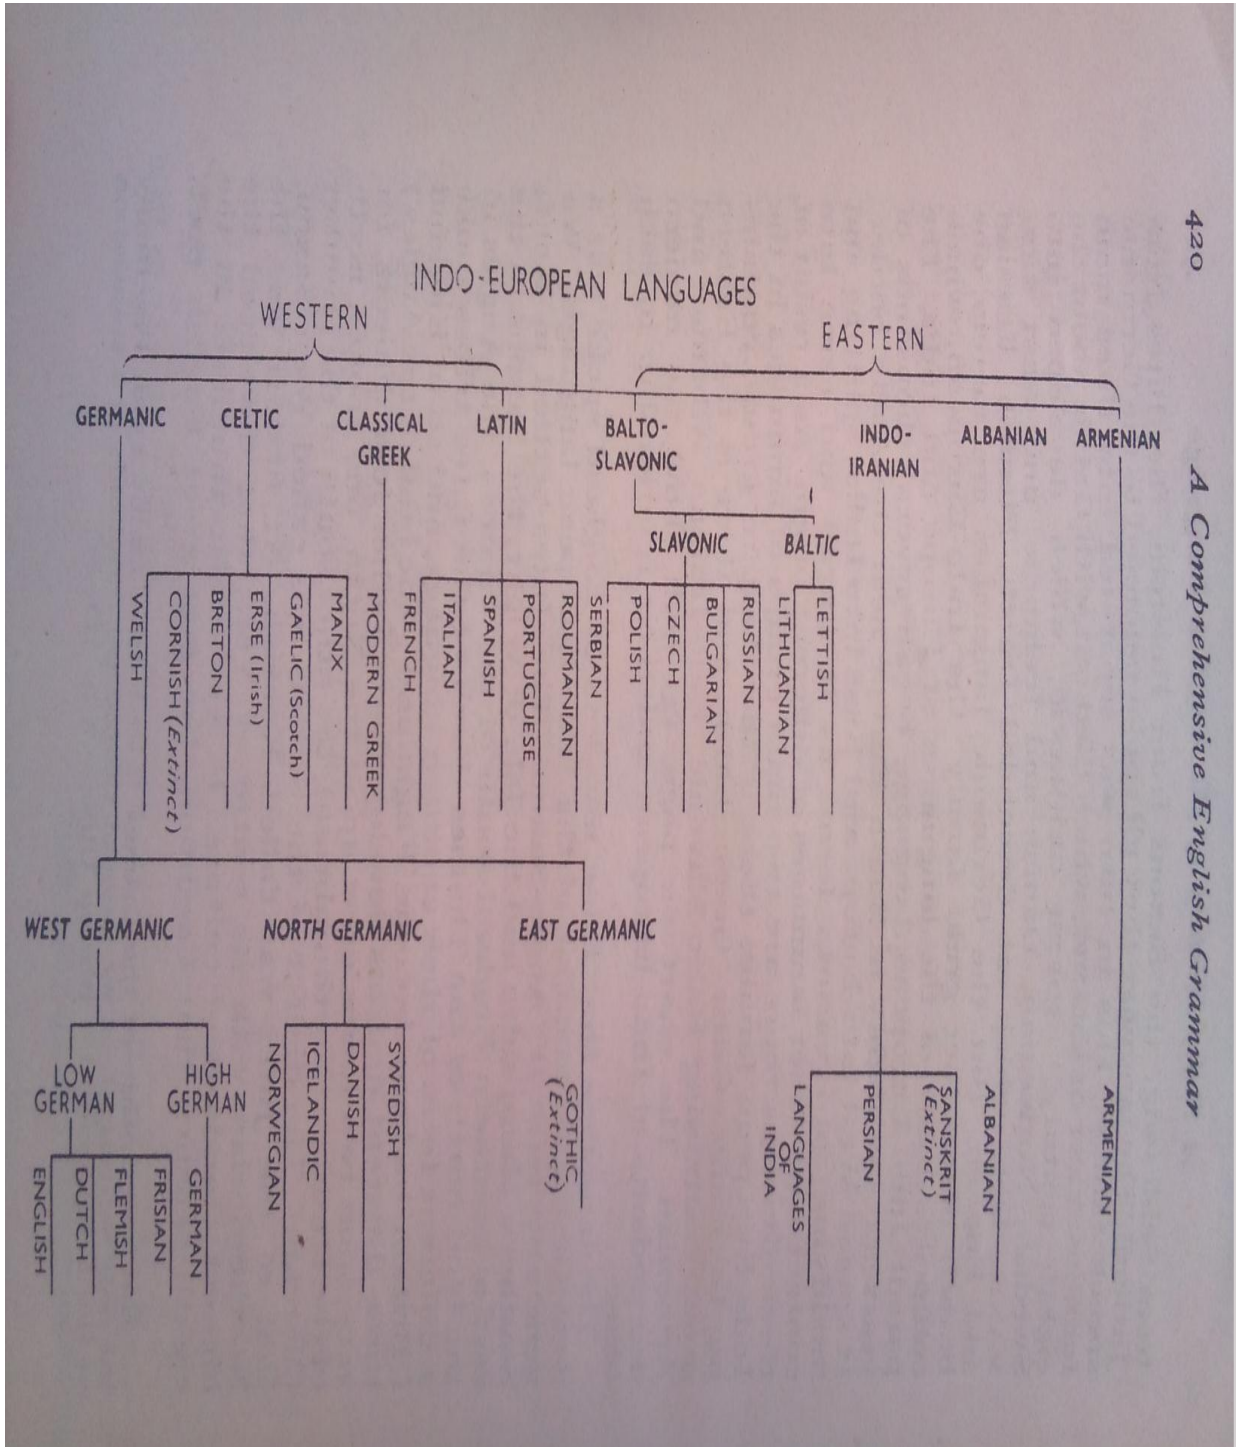 420
A Comprehensive English Grammar
INDO-EUROPEAN LANGUAGES
WESTERN
EASTERN
GERMANIC
CELTIC
CLASSICAL
GREEK
LATIN
BALTO-
SLAVONIC
INDO-
IRANIAN
ALBANIAN
ARMENIAN
SLAVONIC
BALTIC
WELSH
CORNISH (Extinct)
BRETON
ERSE (Irish)
GAELIC (Scotch)
MANX
MODERN GREEK
FRENCH
ITALIAN
SPANISH
PORTUGUESE
ROUMANIAN
SERBIAN
POLISH
CZECH
BULGARIAN
RUSSIAN
LITHUANIAN
LETTISH
WEST GERMANIC
NORTH GERMANIC
EAST GERMANIC
LOW
GERMAN
HIGH
GERMAN
NORWEGIAN
ICELANDIC
DANISH
SWEDISH
GOTHIC
(Extinct)
LANGUAGES
OF
INDIA
PERSIAN
SANSKRIT
(Extinct)
ALBANIAN
ARMENIAN
ENGLISH
DUTCH
FLEMISH
FRISIAN
GERMAN